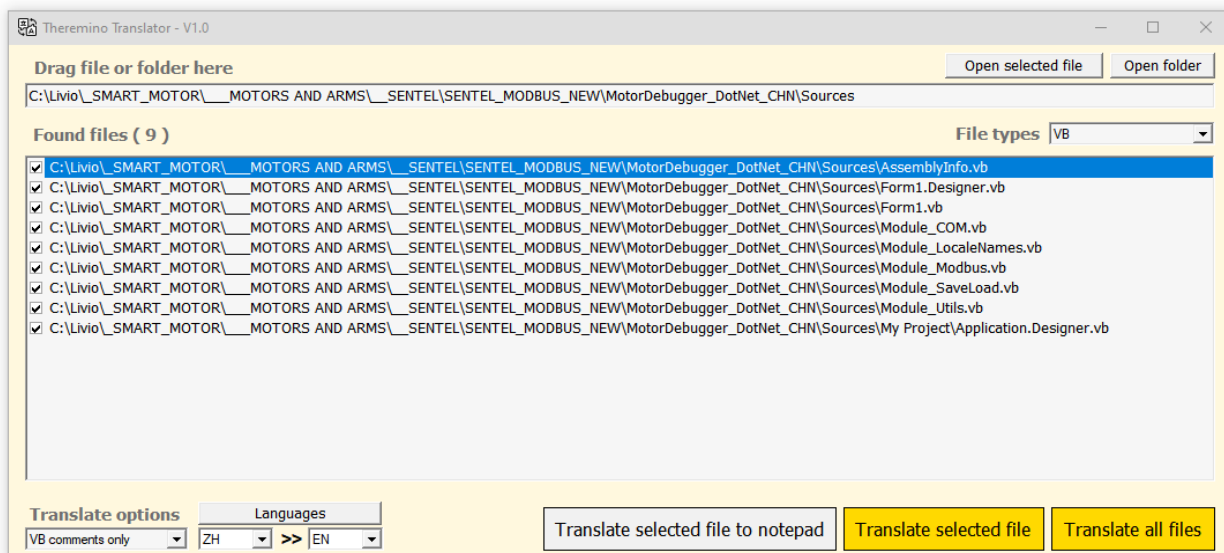 Theremino Translator - V1.0
Drag file or folder here
Open selected file
Open folder
C:\Livio\_SMART_MOTOR\___MOTORS AND ARMS\__SENTEL\SENTEL_MODBUS_NEW\MotorDebugger_DotNet_CHN\Sources
Found files ( 9 )
File types VB
C:\Livio\_SMART_MOTOR\___MOTORS AND ARMS\__SENTEL\SENTEL_MODBUS_NEW\MotorDebugger_DotNet_CHN\Sources\AssemblyInfo.vb
C:\Livio\_SMART_MOTOR\___MOTORS AND ARMS\__SENTEL\SENTEL_MODBUS_NEW\MotorDebugger_DotNet_CHN\Sources\Form1.Designer.vb
C:\Livio\_SMART_MOTOR\___MOTORS AND ARMS\__SENTEL\SENTEL_MODBUS_NEW\MotorDebugger_DotNet_CHN\Sources\Form1.vb
C:\Livio\_SMART_MOTOR\___MOTORS AND ARMS\__SENTEL\SENTEL_MODBUS_NEW\MotorDebugger_DotNet_CHN\Sources\Module_COM.vb
C:\Livio\_SMART_MOTOR\___MOTORS AND ARMS\__SENTEL\SENTEL_MODBUS_NEW\MotorDebugger_DotNet_CHN\Sources\Module_LocaleNames.vb
C:\Livio\_SMART_MOTOR\___MOTORS AND ARMS\__SENTEL\SENTEL_MODBUS_NEW\MotorDebugger_DotNet_CHN\Sources\Module_Modbus.vb
C:\Livio\_SMART_MOTOR\___MOTORS AND ARMS\__SENTEL\SENTEL_MODBUS_NEW\MotorDebugger_DotNet_CHN\Sources\Module_SaveLoad.vb
C:\Livio\_SMART_MOTOR\___MOTORS AND ARMS\__SENTEL\SENTEL_MODBUS_NEW\MotorDebugger_DotNet_CHN\Sources\Module_Utils.vb
C:\Livio\_SMART_MOTOR\___MOTORS AND ARMS\__SENTEL\SENTEL_MODBUS_NEW\MotorDebugger_DotNet_CHN\Sources\My Project\Application.Designer.vb
Translate options
Languages
VB comments only
ZH >> EN
Translate selected file to notepad
Translate selected file
Translate all files